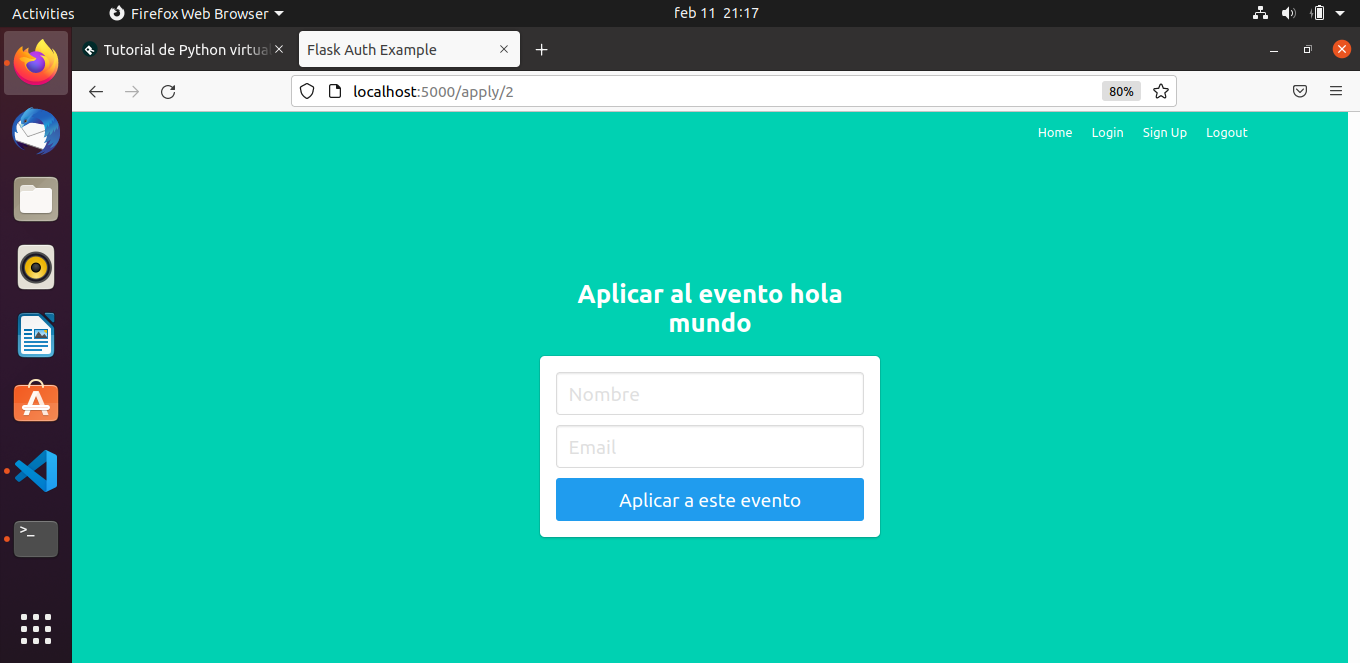 Activities
Firefox Web Browser
feb 11 21:17
Tutorial de Python virtua
Flask Auth Example
localhost:5000/apply/2
80%
Home
Login
Sign Up
Logout
Aplicar al evento hola
mundo
Nombre
Email
Aplicar a este evento